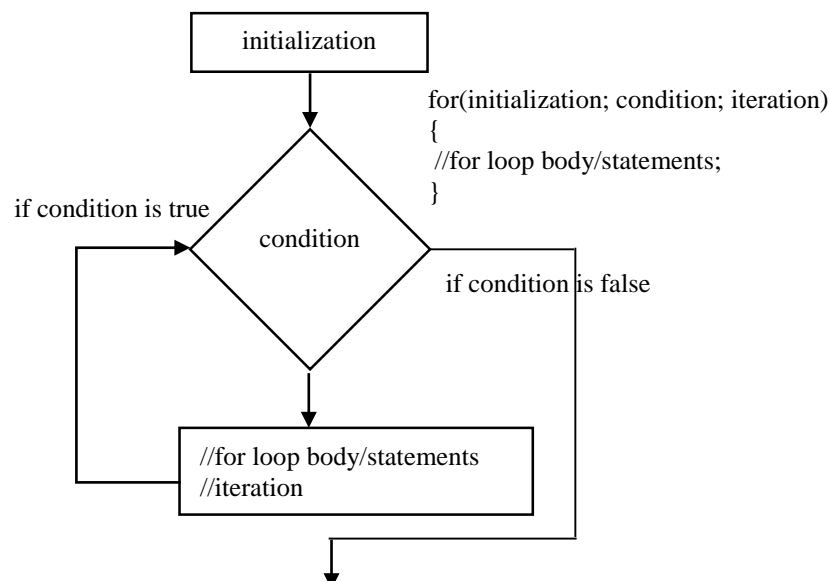 initialization
for(initialization; condition; iteration)
{
//for loop body/statements;
}
if condition is true
condition
if condition is false
//for loop body/statements
//iteration